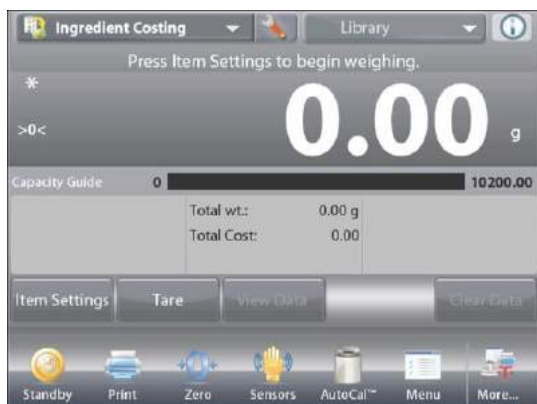 Ingredient Costing Library
Press Item Settings to begin weighing.
*
>0< 0.00 g
Capacity Guide 0 10200.00
Total wt.: 0.00 g
Total Cost: 0.00
Item Settings Tare View Data Clear Data
Standby Print Zero Sensors AutoCal™ Menu More...